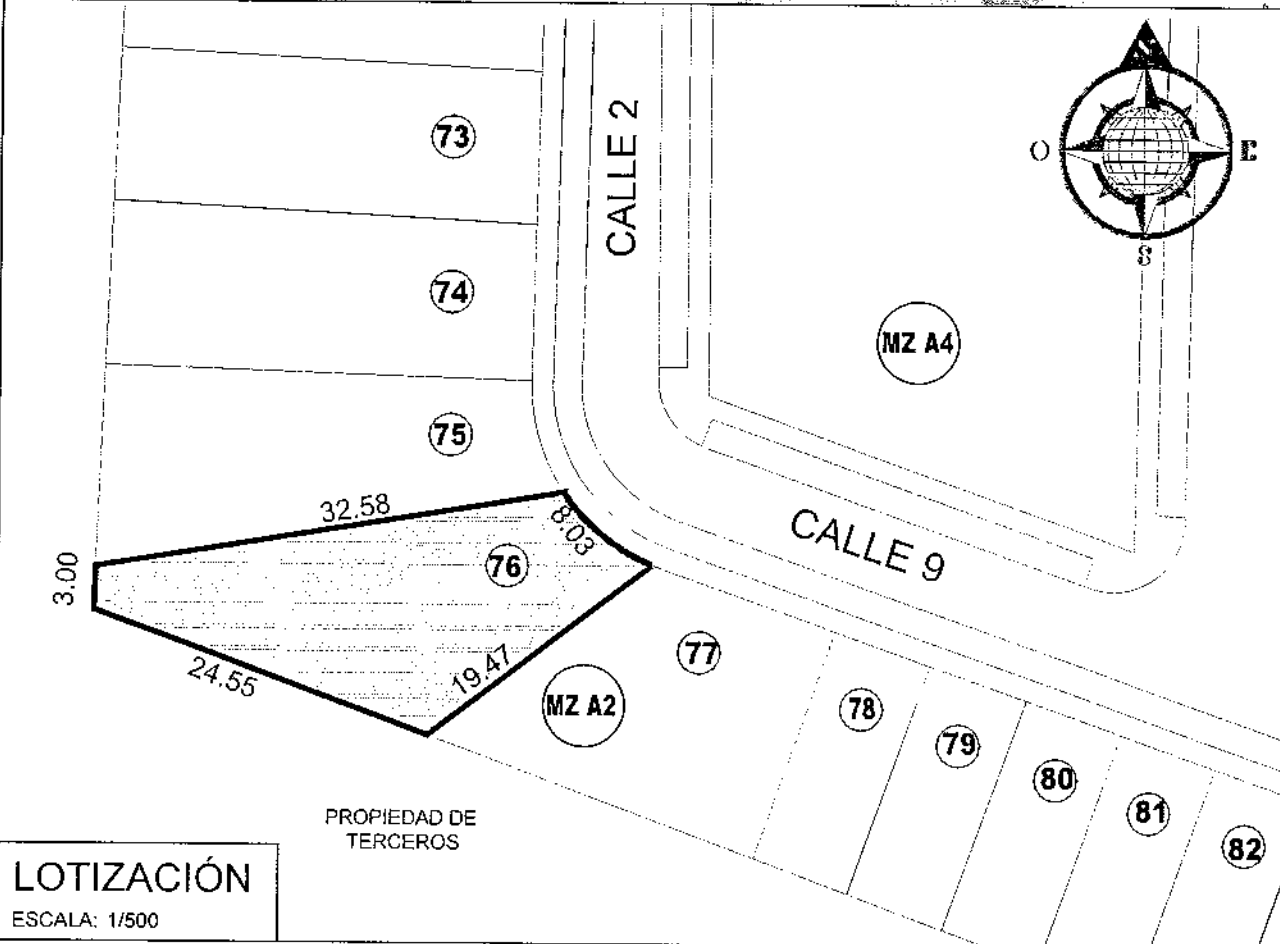 N
O
E
S
73
CALLE 2
74
MZ A4
75
32.58
8.03
CALLE 9
3.00
76
24.55
19.47
77
MZ A2
78
79
80
81
82
PROPIEDAD DE
TERCEROS
LOTIZACIÓN
ESCALA: 1/500